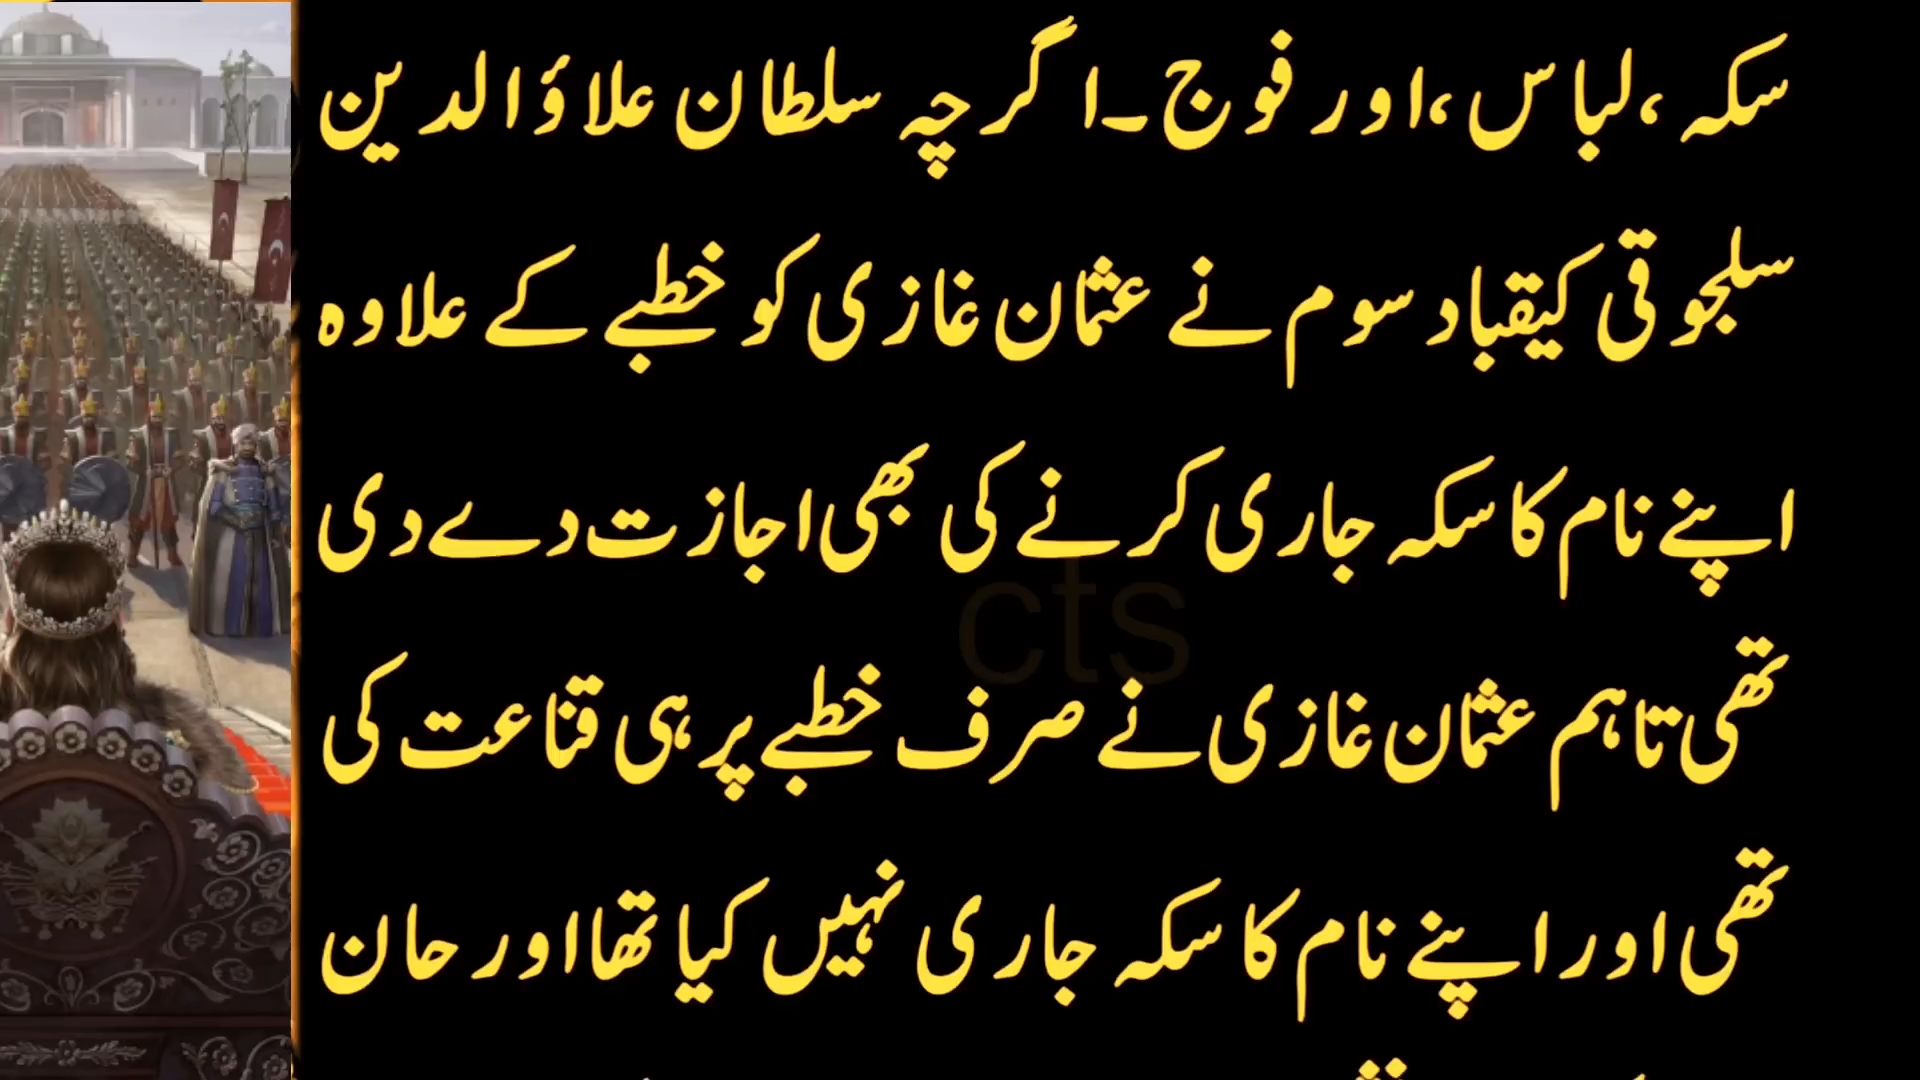 سکہ ،لباس ،اور فوج ۔اگرچہ سلطان علاؤالدین
سلجوقی کیقباد سوم نے عثمان غازی کو خطبے کے علاوہ
اپنے نام کا سکہ جاری کرنے کی بھی اجازت دے دی
cts
تھی تاہم عثمان غازی نے صرف خطبے پر ہی قناعت کی
تھی اور اپنے نام کا سکہ جاری نہیں کیا تھا اور حان